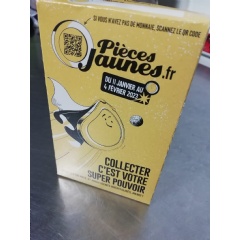 SI VOUS N'AVEZ PAS DE MONNAIE, SCANNEZ LE QR CODE
Pièces
Jaunes.fr
DU 11 JANVIER AU
4 FÉVRIER 2023
COLLECTER
C'EST VOTRE
SUPER POUVOIR